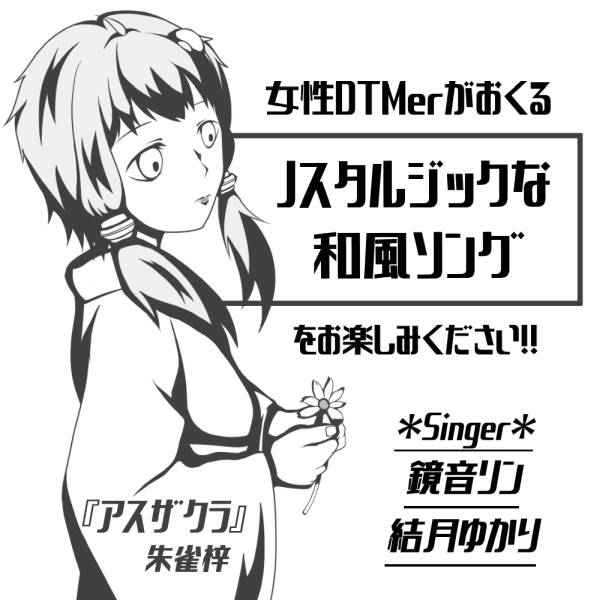 女性DTMerがおくる
ノスタルジックな
和風ソング
をお楽しみください!!
*Singer*
鏡音リン
結月ゆかり
『アスザクラ』
朱雀梓